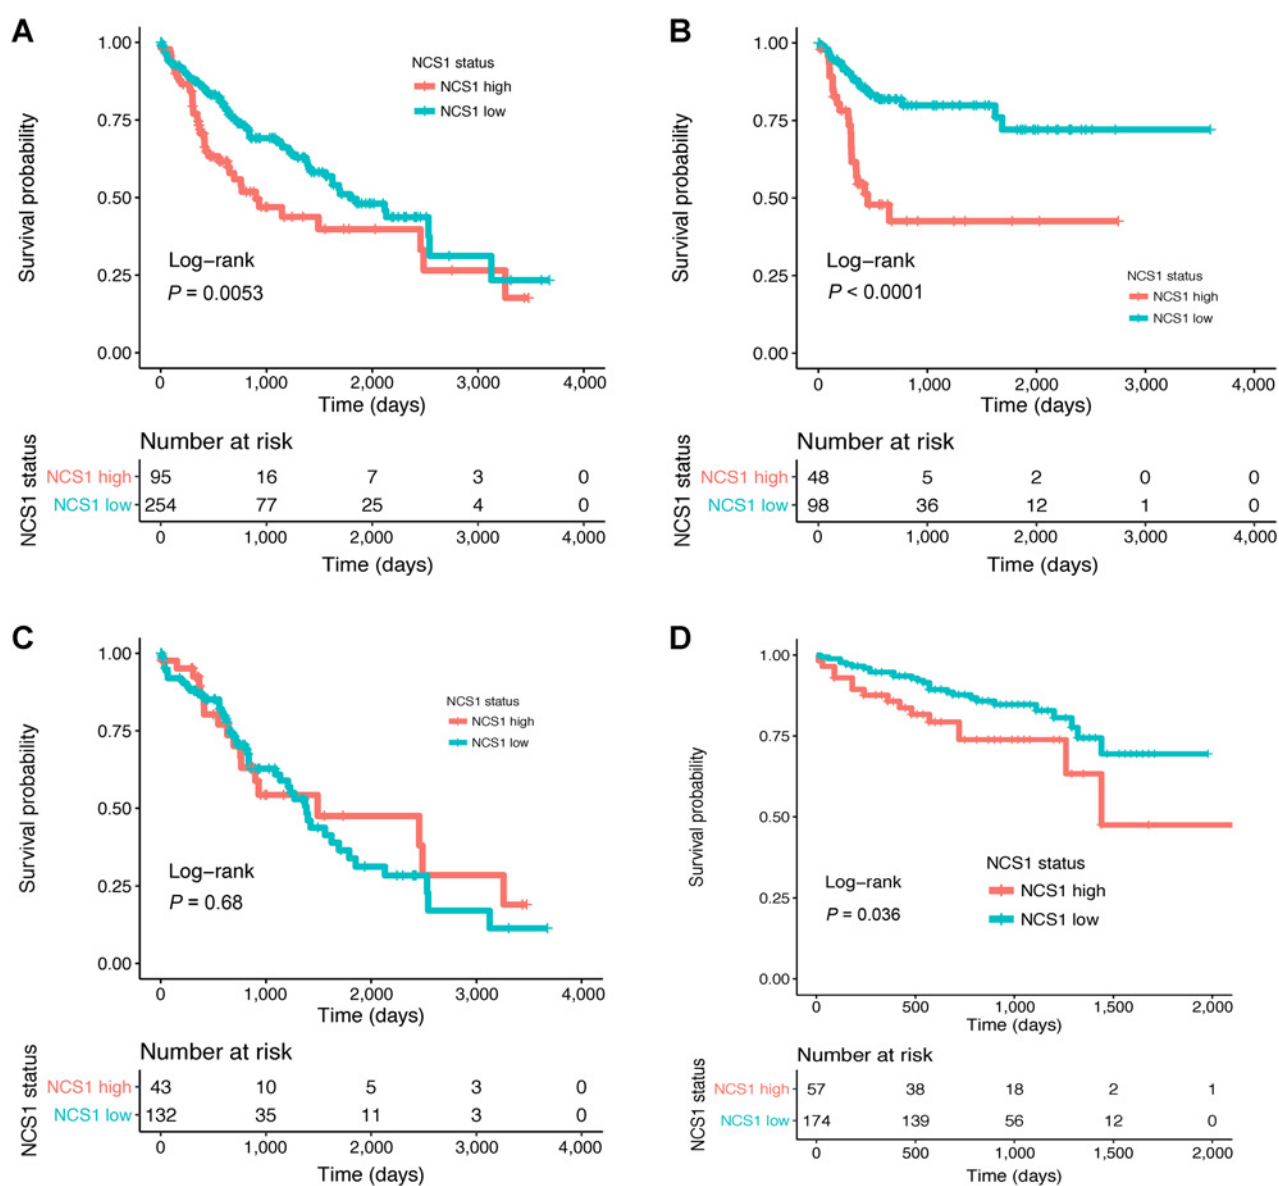 A
Survival probability
1.00
0.75
0.50
0.25
0.00
NCS1 status
NCS1 high
NCS1 low
Log–rank
P = 0.0053
0 1,000 2,000 3,000 4,000
Time (days)
Number at risk
NCS1 status
NCS1 high 95 16 7 3 0
NCS1 low 254 77 25 4 0
0 1,000 2,000 3,000 4,000
Time (days)
B
Survival probability
1.00
0.75
0.50
0.25
0.00
Log–rank
P < 0.0001
NCS1 status
NCS1 high
NCS1 low
0 1,000 2,000 3,000 4,000
Time (days)
Number at risk
NCS1 status
NCS1 high 48 5 2 0 0
NCS1 low 98 36 12 1 0
0 1,000 2,000 3,000 4,000
Time (days)
C
Survival probability
1.00
0.75
0.50
0.25
0.00
NCS1 status
NCS1 high
NCS1 low
Log–rank
P = 0.68
0 1,000 2,000 3,000 4,000
Time (days)
Number at risk
NCS1 status
NCS1 high 43 10 5 3 0
NCS1 low 132 35 11 3 0
0 1,000 2,000 3,000 4,000
Time (days)
D
Survival probability
1.00
0.75
0.50
0.25
0.00
Log–rank
P = 0.036
NCS1 status
NCS1 high
NCS1 low
0 500 1,000 1,500 2,000
Time (days)
Number at risk
NCS1 status
NCS1 high 57 38 18 2 1
NCS1 low 174 139 56 12 0
0 500 1,000 1,500 2,000
Time (days)